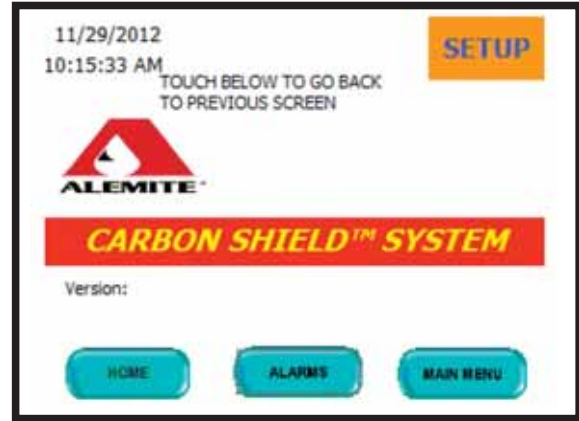 11/29/2012
SETUP
10:15:33 AM
TOUCH BELOW TO GO BACK
TO PREVIOUS SCREEN
ALEMITE
CARBON SHIELD™ SYSTEM
Version:
HOME
ALARMS
MAIN MENU